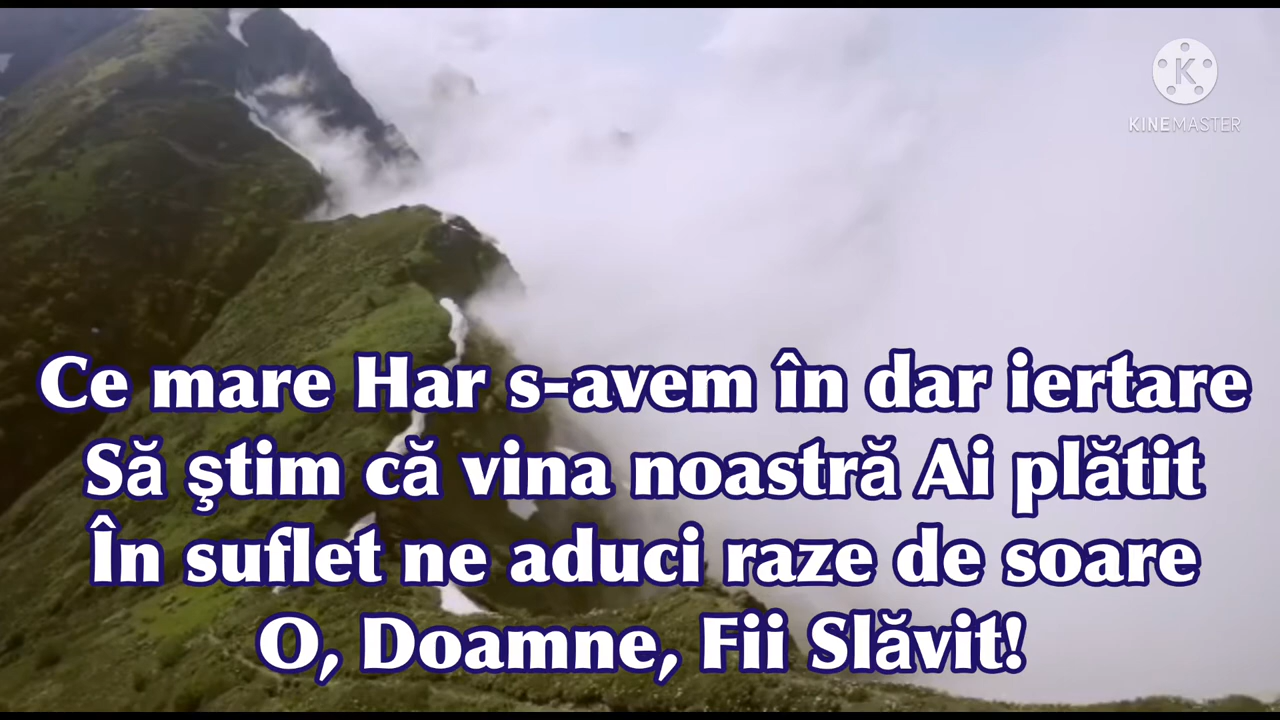 KINEMASTER
Ce mare Har s-avem în dar iertare
Să ştim că vina noastră Ai plătit
În suflet ne aduci raze de soare
O, Doamne, Fii Slăvit!